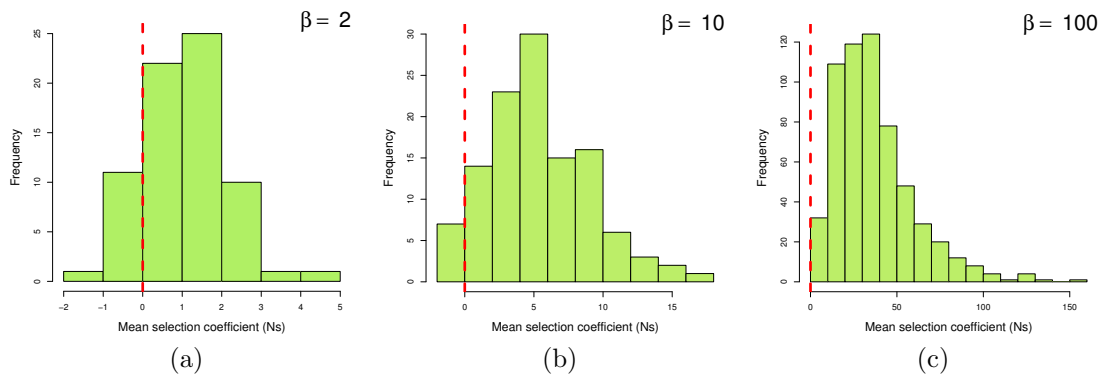 β = 2
Frequency
25
20
15
10
5
0
−2 −1 0 1 2 3 4 5
Mean selection coefficient (Ns)
(a)
β = 10
Frequency
30
25
20
15
10
5
0
0 5 10 15
Mean selection coefficient (Ns)
(b)
β = 100
Frequency
120
100
80
60
40
20
0
0 50 100 150
Mean selection coefficient (Ns)
(c)